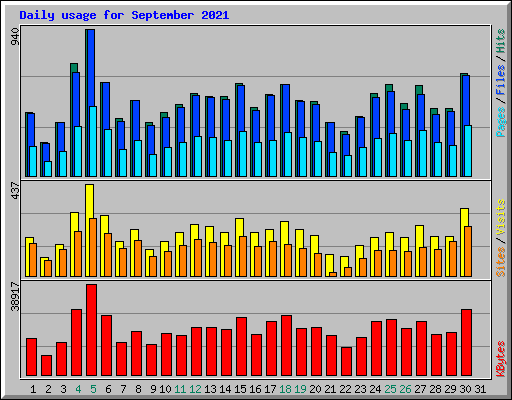 Daily usage for September 2021
940
Pages / Files / Hits
437
Sites / Visits
38917
KBytes
1 2 3 4 5 6 7 8 9 10 11 12 13 14 15 16 17 18 19 20 21 22 23 24 25 26 27 28 29 30 31